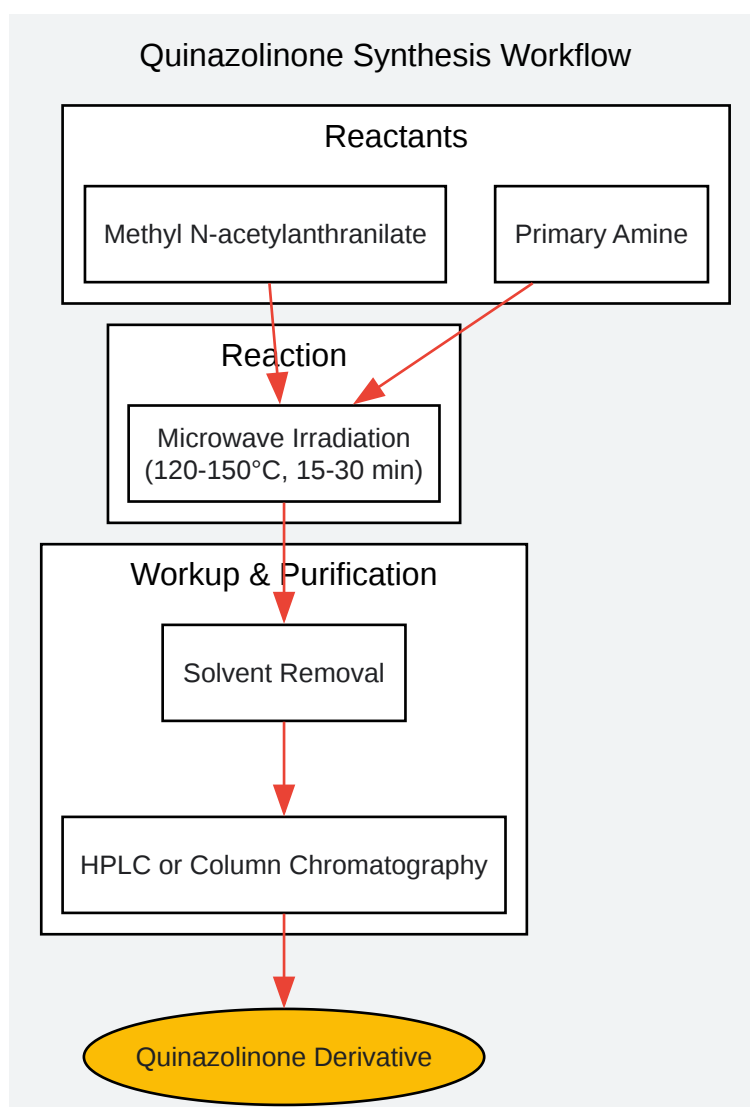 Quinazolinone Synthesis Workflow
Reactants
Methyl N-acetylanthranilate
Primary Amine
Reaction
Microwave Irradiation
(120-150°C, 15-30 min)
Workup & Purification
Solvent Removal
HPLC or Column Chromatography
Quinazolinone Derivative